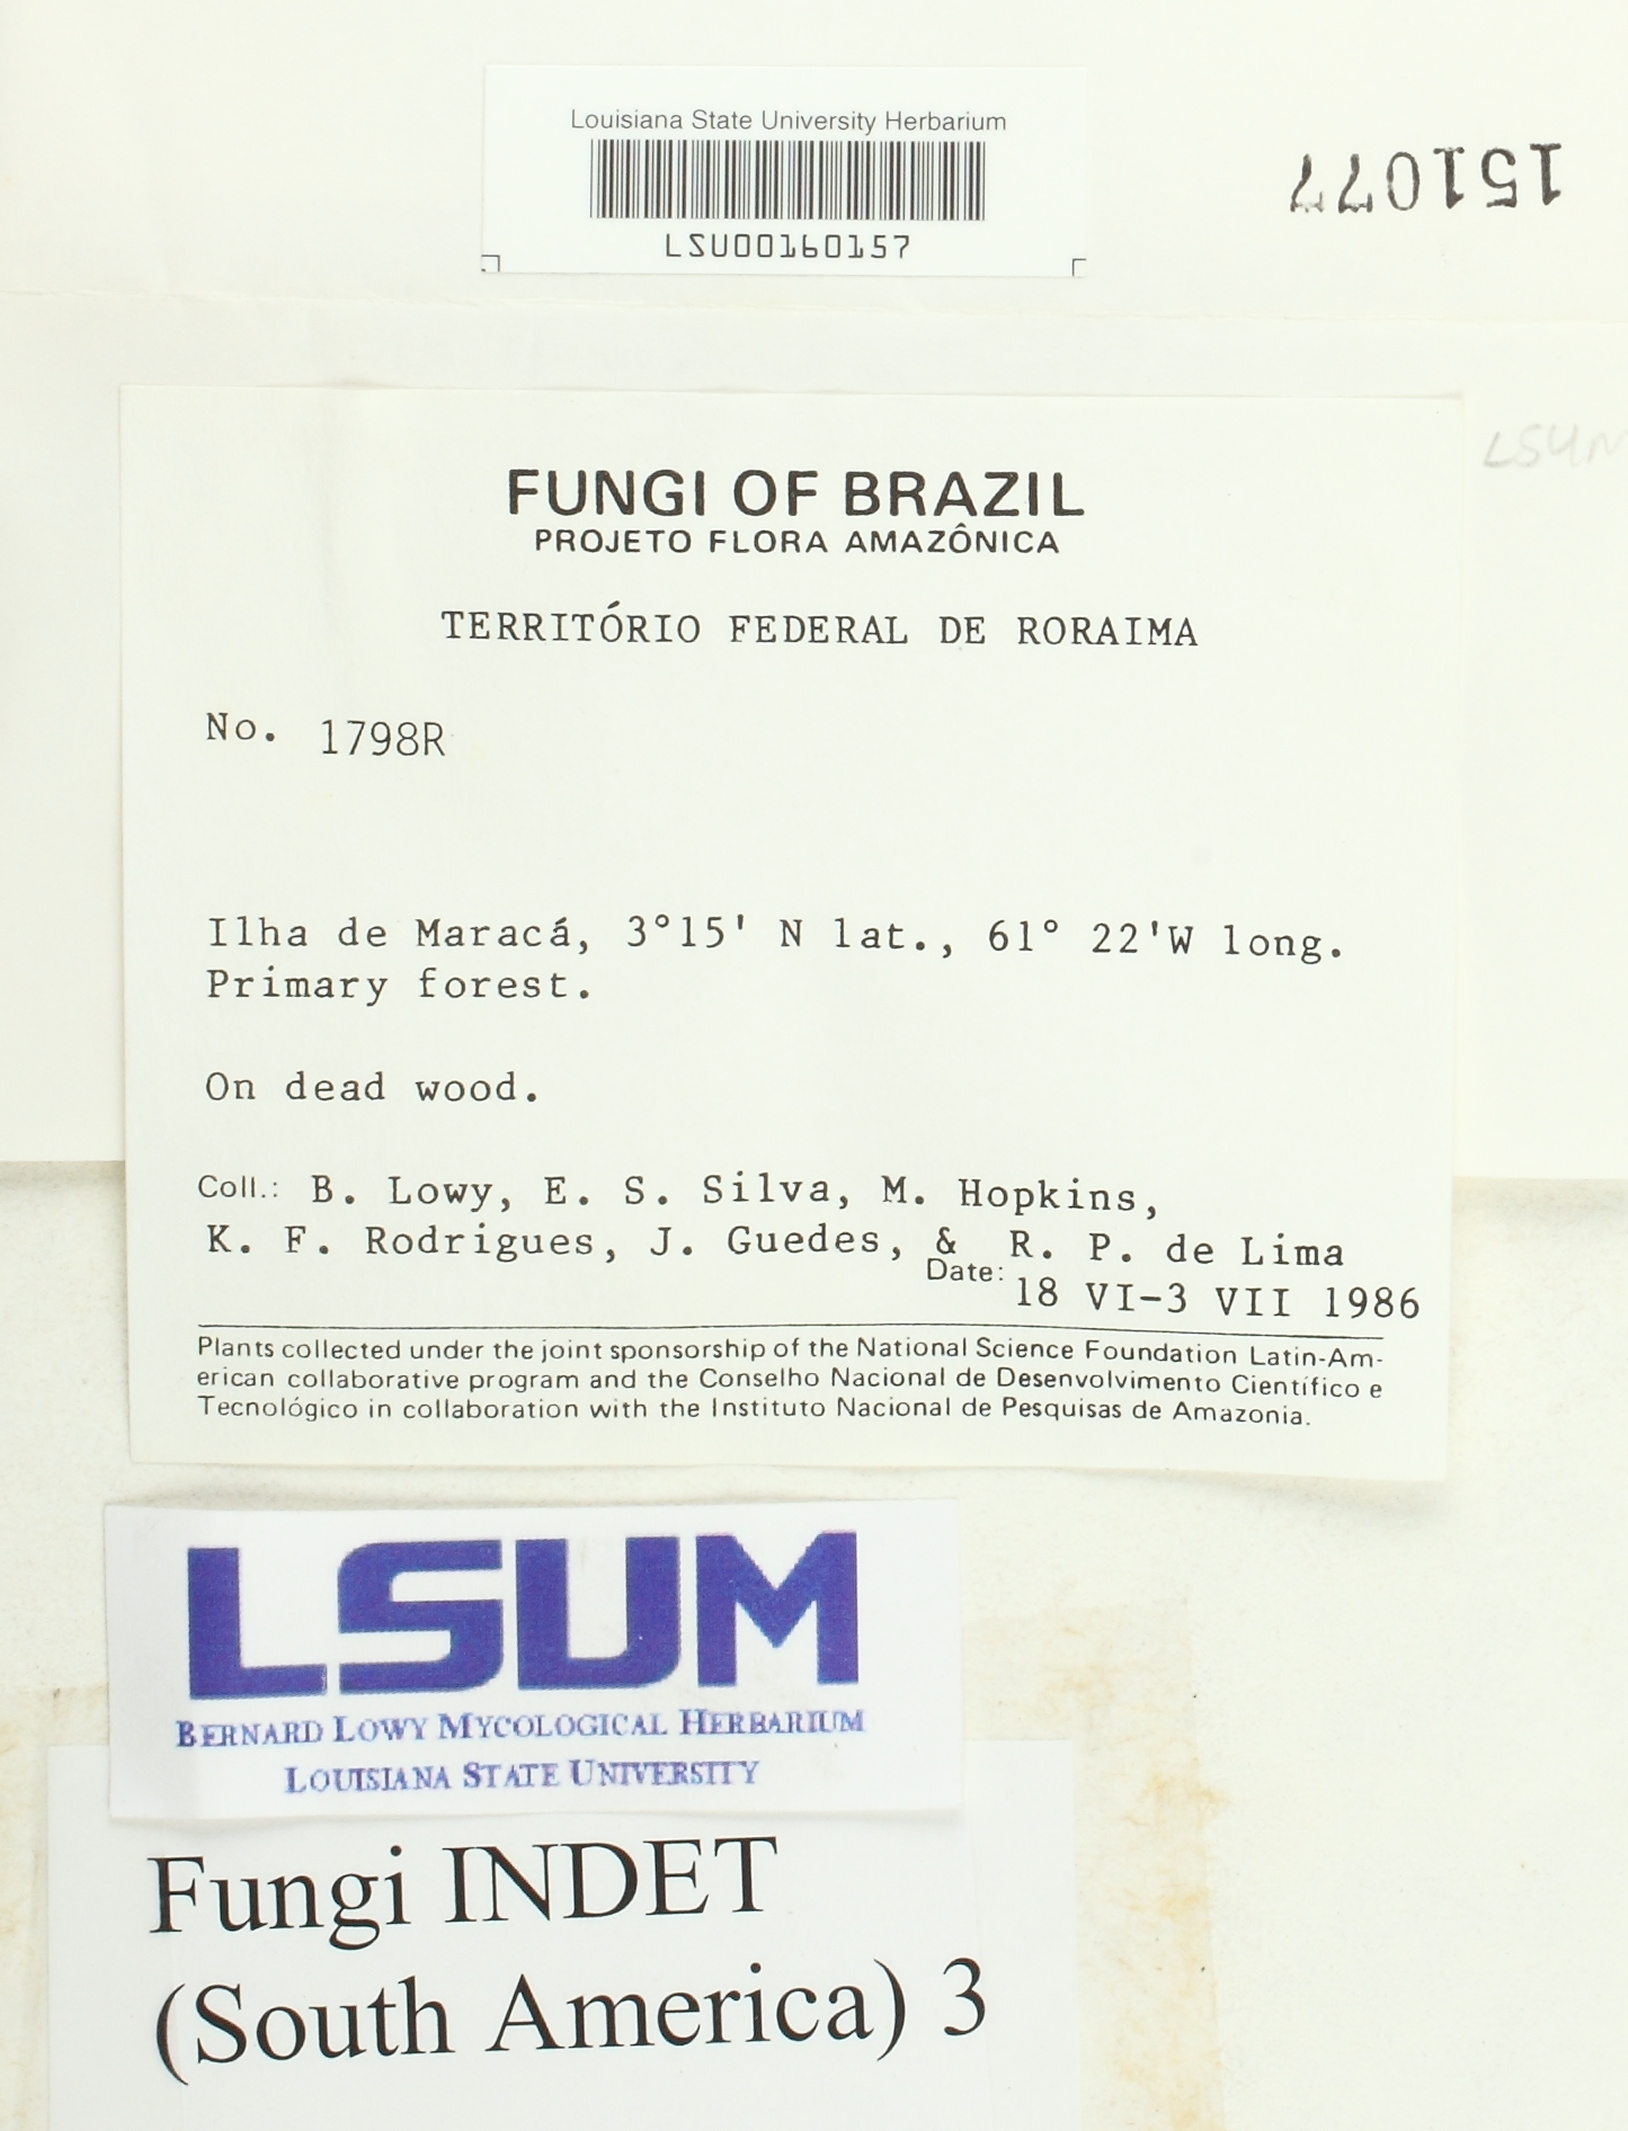 Louisiana State University Herbarium
LSU00160157
151077
LSUM
FUNGI OF BRAZIL
PROJETO FLORA AMAZÔNICA
TERRITÓRIO FEDERAL DE RORAIMA
No. 1798R
Ilha de Maracá, 3°15' N lat., 61° 22'W long.
Primary forest.
On dead wood.
Coll.: B. Lowy, E. S. Silva, M. Hopkins,
K. F. Rodrigues, J. Guedes, & R. P. de Lima
Date: 18 VI-3 VII 1986
Plants collected under the joint sponsorship of the National Science Foundation Latin-Am-
erican collaborative program and the Conselho Nacional de Desenvolvimento Científico e
Tecnológico in collaboration with the Instituto Nacional de Pesquisas de Amazonia.
LSUM
BERNARD LOWY MYCOLOGICAL HERBARIUM
LOUISIANA STATE UNIVERSITY
Fungi INDET
(South America) 3